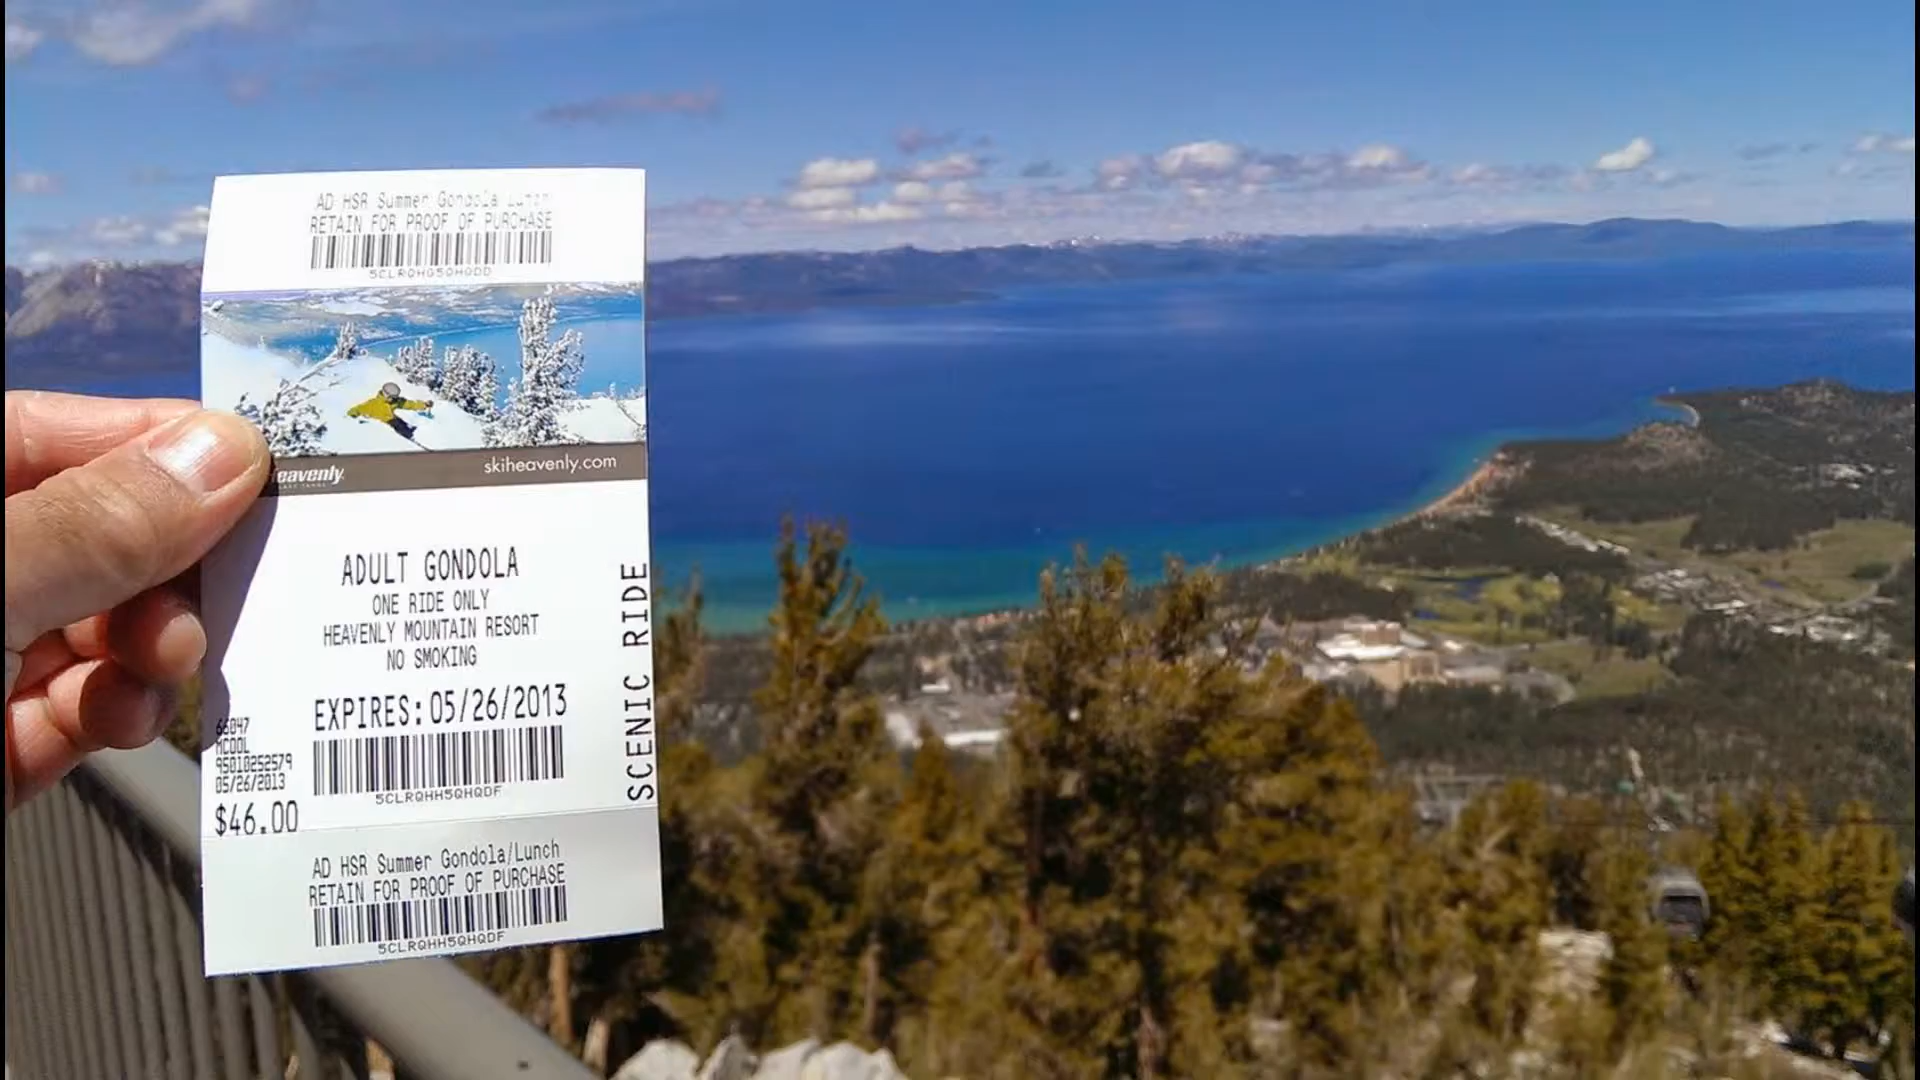 AD HSR Summer Gondola Lunch
RETAIN FOR PROOF OF PURCHASE
skiheavenly.com
eavenly
ADULT GONDOLA
ONE RIDE ONLY
HEAVENLY MOUNTAIN RESORT
NO SMOKING
EXPIRES: 05/26/2013
5CLRQHH5QHQDF
SCENIC RIDE
66047
MCOOL
95010252579
05/26/2013
$46.00
AD HSR Summer Gondola/Lunch
RETAIN FOR PROOF OF PURCHASE
5CLRQHH5QHQDF